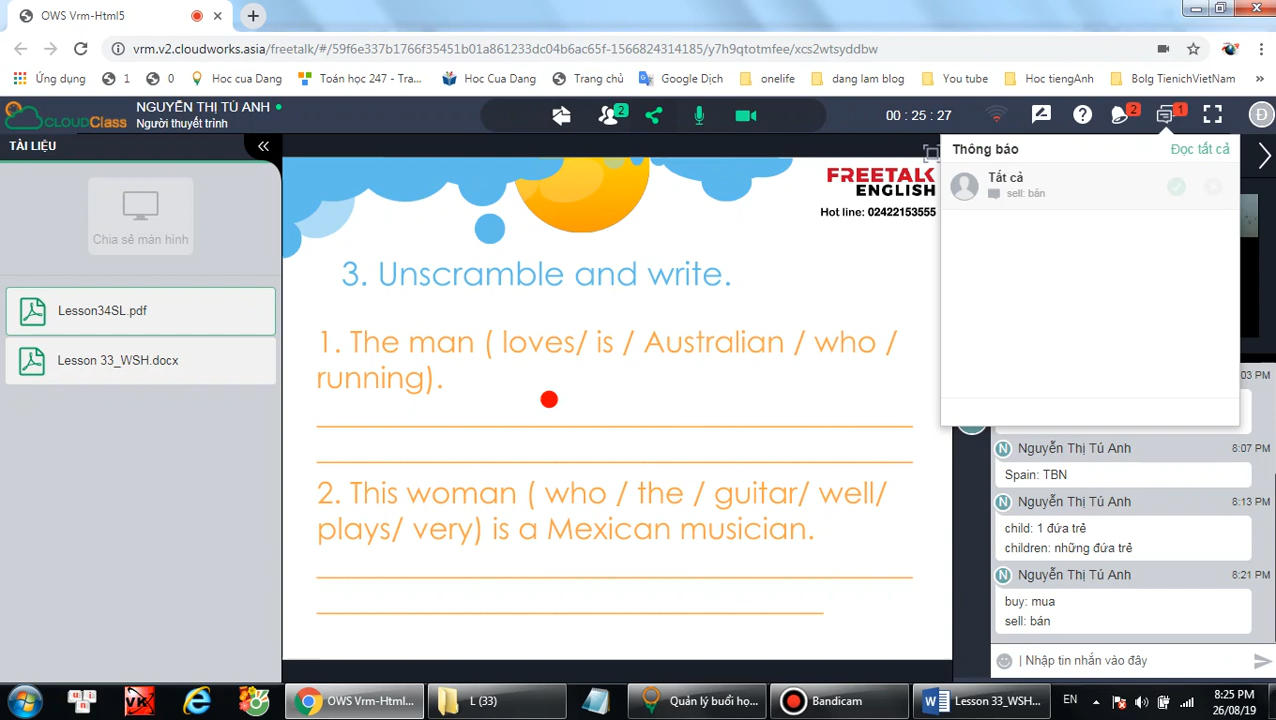 OWS Vrm-Html5
vrm.v2.cloudworks.asia/freetalk/#/59f6e337b1766f35451b01a861233dc04b6ac65f-1566824314185/y7h9qtotmfee/xcs2wtsyddbw
Ứng dụng 1 0 Hoc cua Dang Toán học 247 - Tra... Học Cua Dang Trang chủ Google Dịch onelife dang lam blog You tube Học tiengAnh Bolg TienichVietNam »
CLOUDCLASS
NGUYỄN THỊ TÚ ANH
Người thuyết trình
2
00 : 25 : 27
2
1
Đ
TÀI LIỆU
Chia sẻ màn hình
Lesson34SL.pdf
Lesson 33_WSH.docx
FREETALK
ENGLISH
Hot line: 02422153555
3. Unscramble and write.
1. The man ( loves/ is / Australian / who /
running).
2. This woman ( who / the / guitar/ well/
plays/ very) is a Mexican musician.
Thông báo Đọc tất cả
Tất cả
sell: bán
03 PM
Nguyễn Thị Tú Anh 8:07 PM
Spain: TBN
Nguyễn Thị Tú Anh 8:13 PM
child: 1 đứa trẻ
children: những đứa trẻ
Nguyễn Thị Tú Anh 8:21 PM
buy: mua
sell: bán
Nhập tin nhắn vào đây
OWS Vrm-Html... L (33) Quản lý buổi họ... Bandicam Lesson 33_WSH... EN
8:25 PM
26/08/19